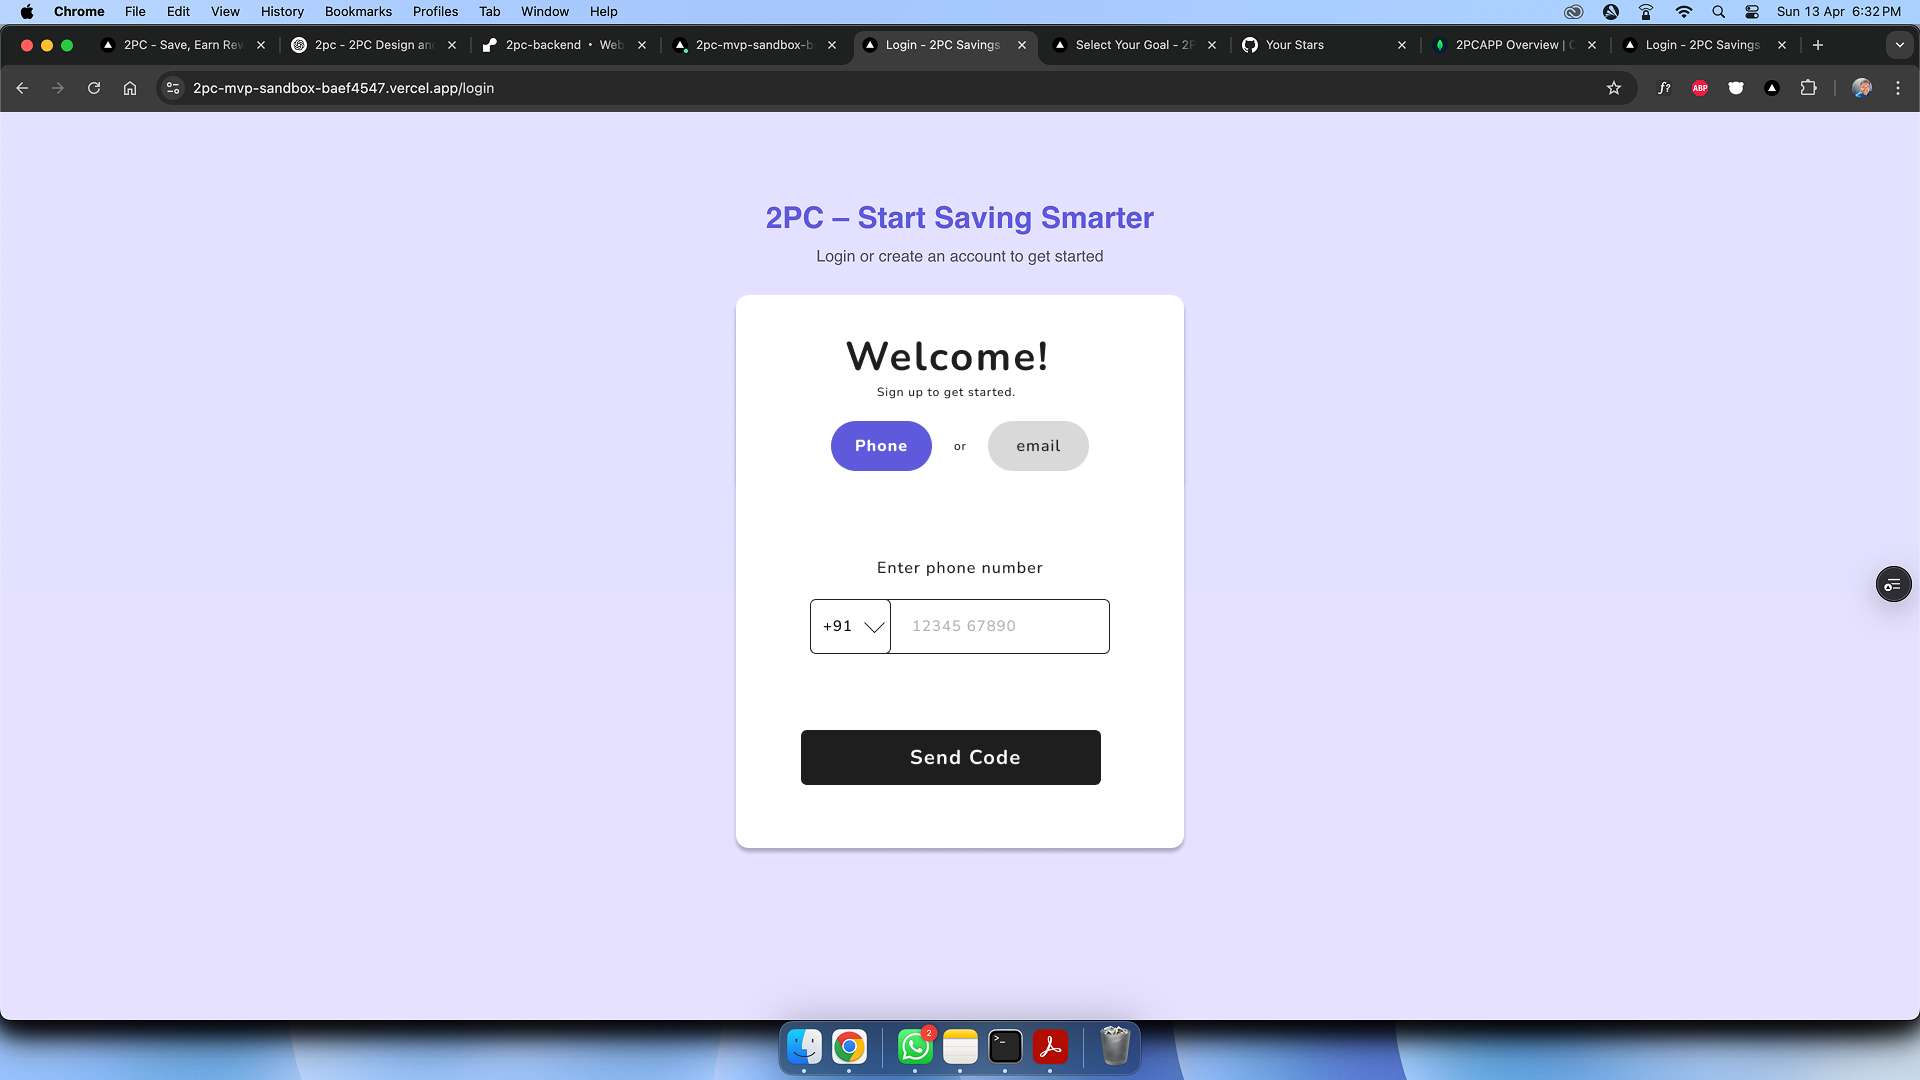 Chrome File Edit View History Bookmarks Profiles Tab Window Help Sun 13 Apr 6:32 PM
2PC - Save, Earn Rev 2pc - 2PC Design an 2pc-backend • Web 2pc-mvp-sandbox-b Login - 2PC Savings Select Your Goal - 2P Your Stars 2PCAPP Overview | C Login - 2PC Savings
2pc-mvp-sandbox-baef4547.vercel.app/login f? ABP
2PC – Start Saving Smarter
Login or create an account to get started
Welcome!
Sign up to get started.
Phone or email
Enter phone number
+91 12345 67890
Send Code
2